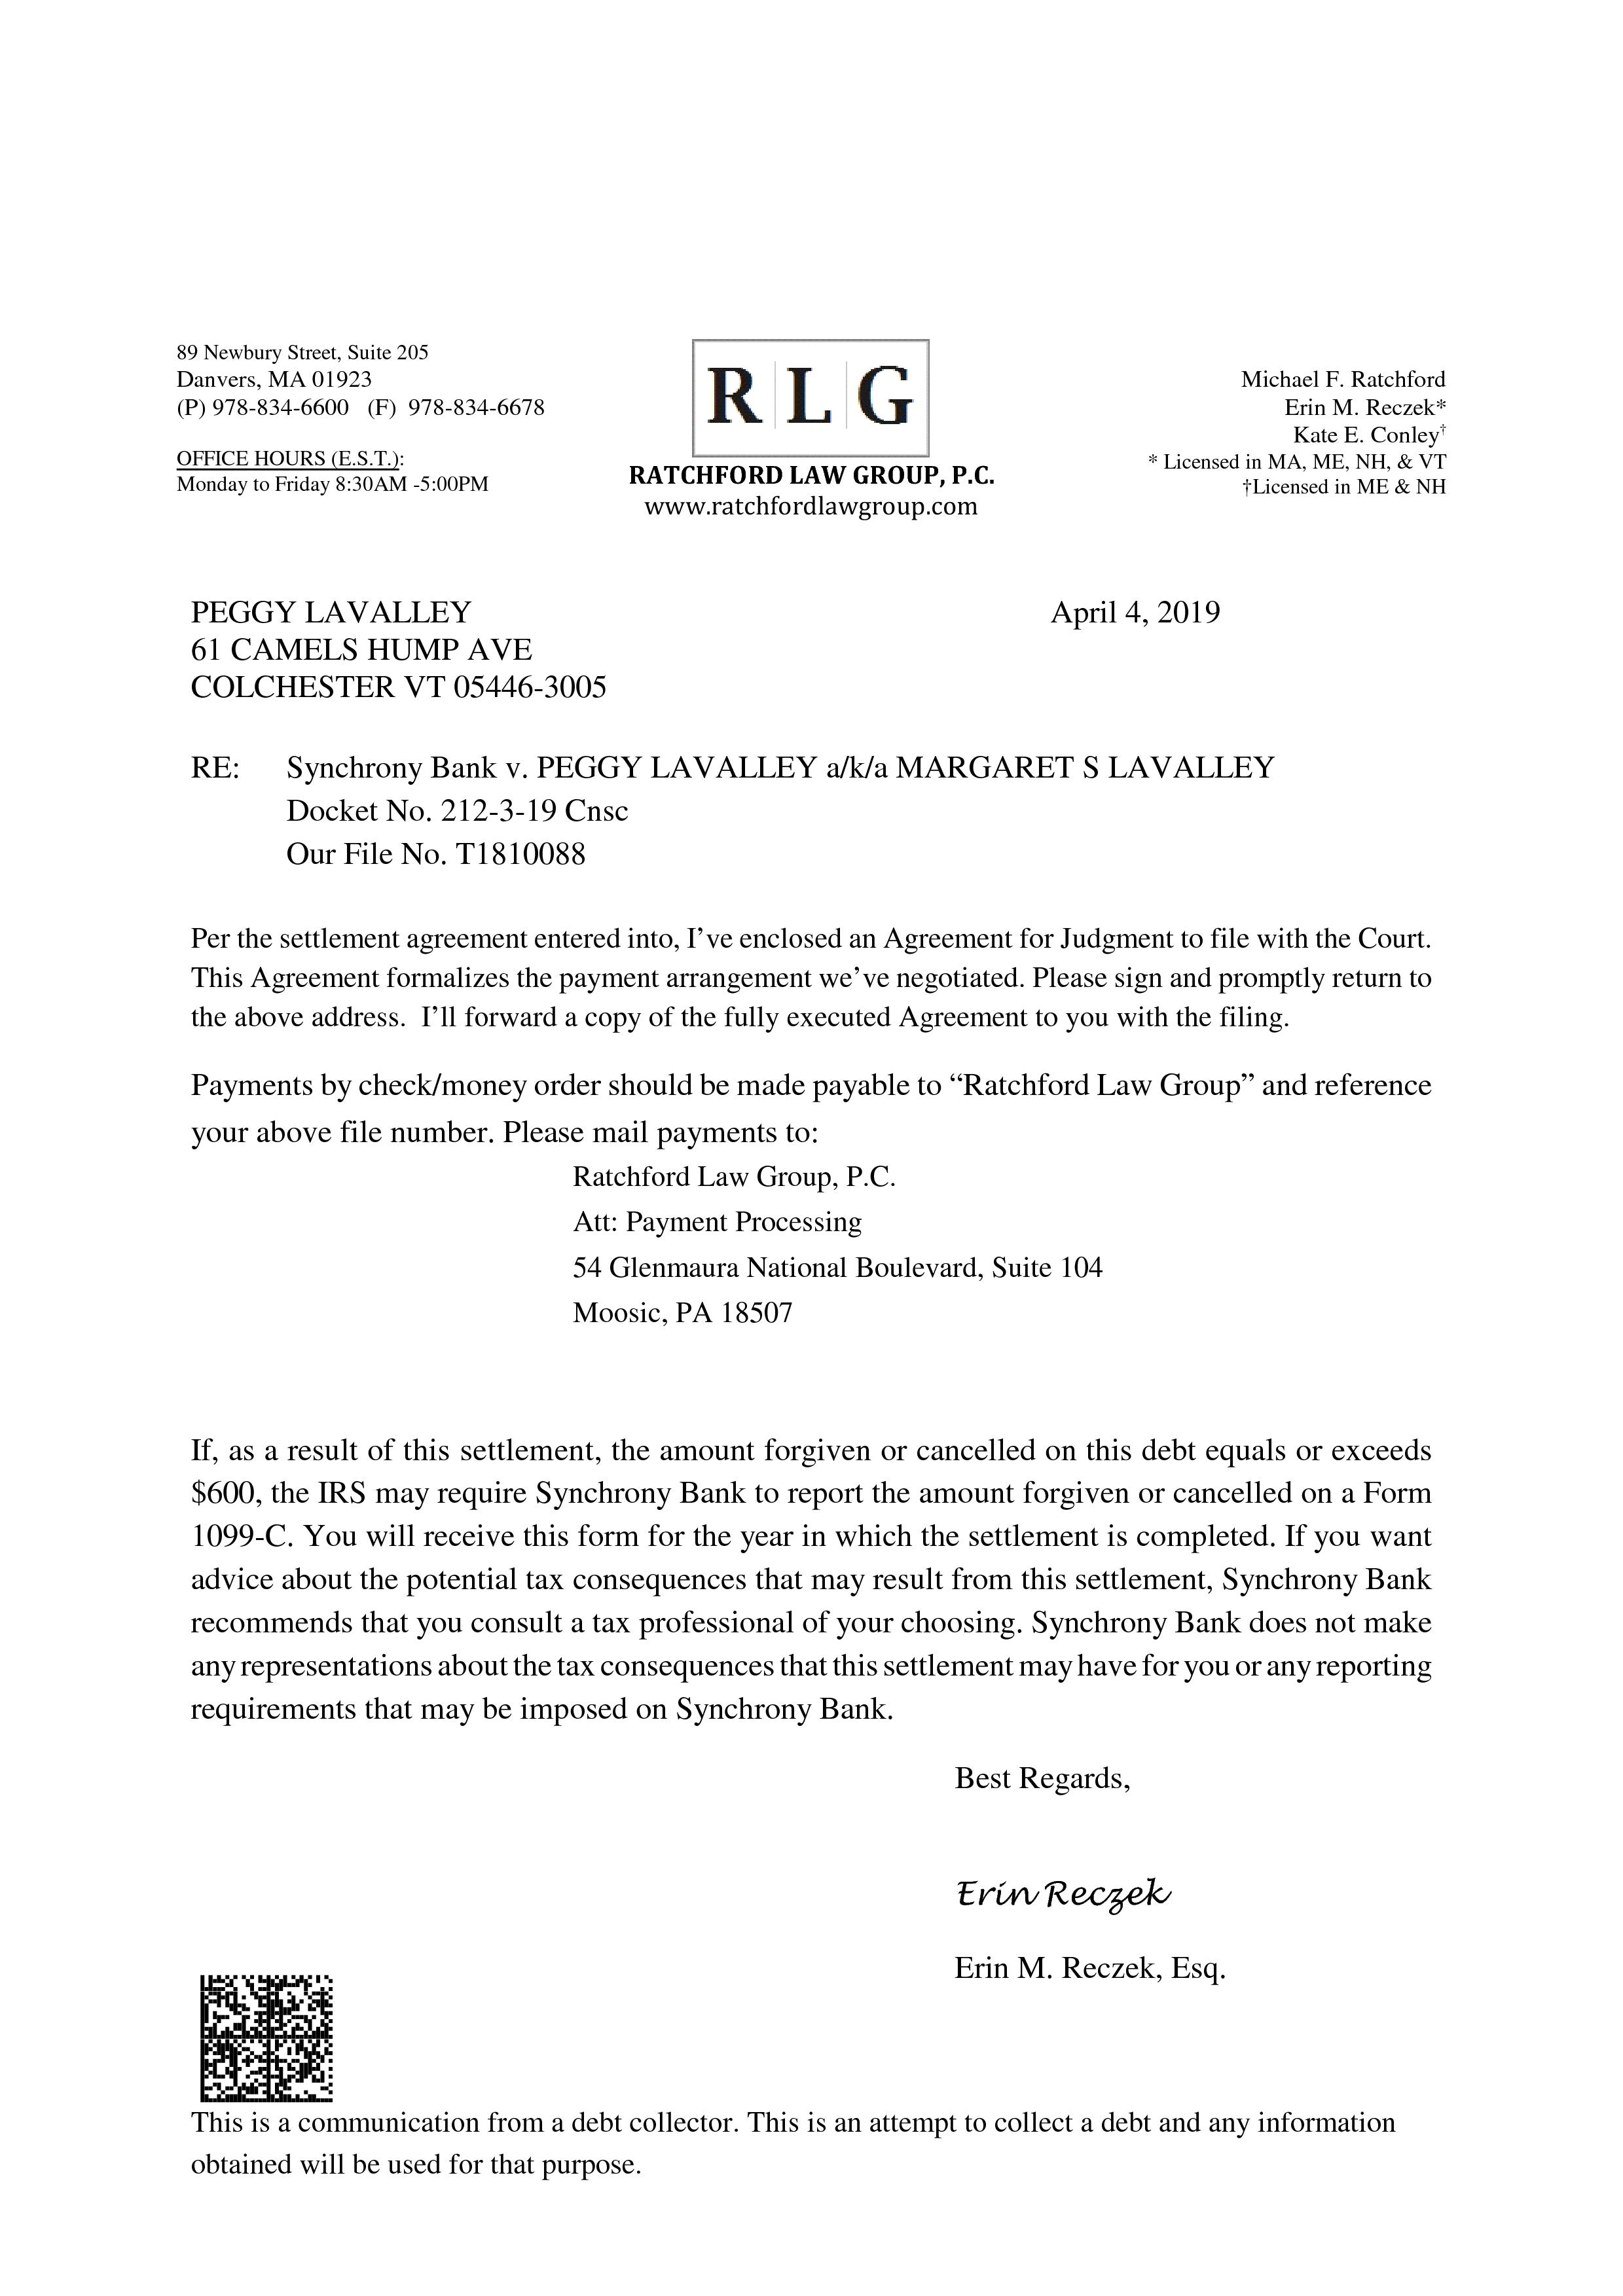 89 Newbury Street, Suite 205
Danvers, MA 01923
(P) 978-834-6600 (F) 978-834-6678
OFFICE HOURS (E.S.T.):
Monday to Friday 8:30AM -5:00PM
R L G
RATCHFORD LAW GROUP, P.C.
www.ratchfordlawgroup.com
Michael F. Ratchford
Erin M. Reczek*
Kate E. Conley†
* Licensed in MA, ME, NH, & VT
†Licensed in ME & NH
PEGGY LAVALLEY
61 CAMELS HUMP AVE
COLCHESTER VT 05446-3005
April 4, 2019
RE: Synchrony Bank v. PEGGY LAVALLEY a/k/a MARGARET S LAVALLEY
Docket No. 212-3-19 Cnsc
Our File No. T1810088
Per the settlement agreement entered into, I’ve enclosed an Agreement for Judgment to file with the Court.
This Agreement formalizes the payment arrangement we’ve negotiated. Please sign and promptly return to
the above address. I’ll forward a copy of the fully executed Agreement to you with the filing.
Payments by check/money order should be made payable to “Ratchford Law Group” and reference
your above file number. Please mail payments to:
Ratchford Law Group, P.C.
Att: Payment Processing
54 Glenmaura National Boulevard, Suite 104
Moosic, PA 18507
If, as a result of this settlement, the amount forgiven or cancelled on this debt equals or exceeds
$600, the IRS may require Synchrony Bank to report the amount forgiven or cancelled on a Form
1099-C. You will receive this form for the year in which the settlement is completed. If you want
advice about the potential tax consequences that may result from this settlement, Synchrony Bank
recommends that you consult a tax professional of your choosing. Synchrony Bank does not make
any representations about the tax consequences that this settlement may have for you or any reporting
requirements that may be imposed on Synchrony Bank.
Best Regards,
Erin Reczek
Erin M. Reczek, Esq.
This is a communication from a debt collector. This is an attempt to collect a debt and any information
obtained will be used for that purpose.